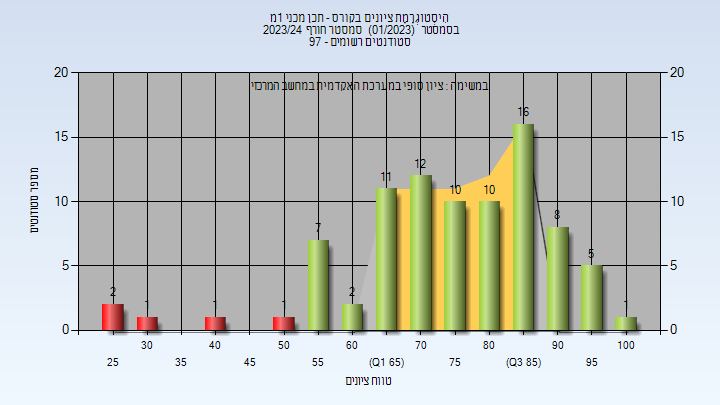 היסטוגרמת ציונים בקורס - תכן מכני 1מ
בסמסטר (01/2023) סמסטר חורף 2023/24
סטודנטים רשומים - 97
במשימה : ציון סופי במערכת האקדמית במחשב המרכזי
20 20
15 15
10 10
5 5
0 0
מספר סטודנטים
2 1 1 1 7 2 11 12 10 10 16 8 5 1
30 40 50 60 70 80 90 100
25 35 45 55 (Q1 65) 75 (Q3 85) 95
טווח ציונים